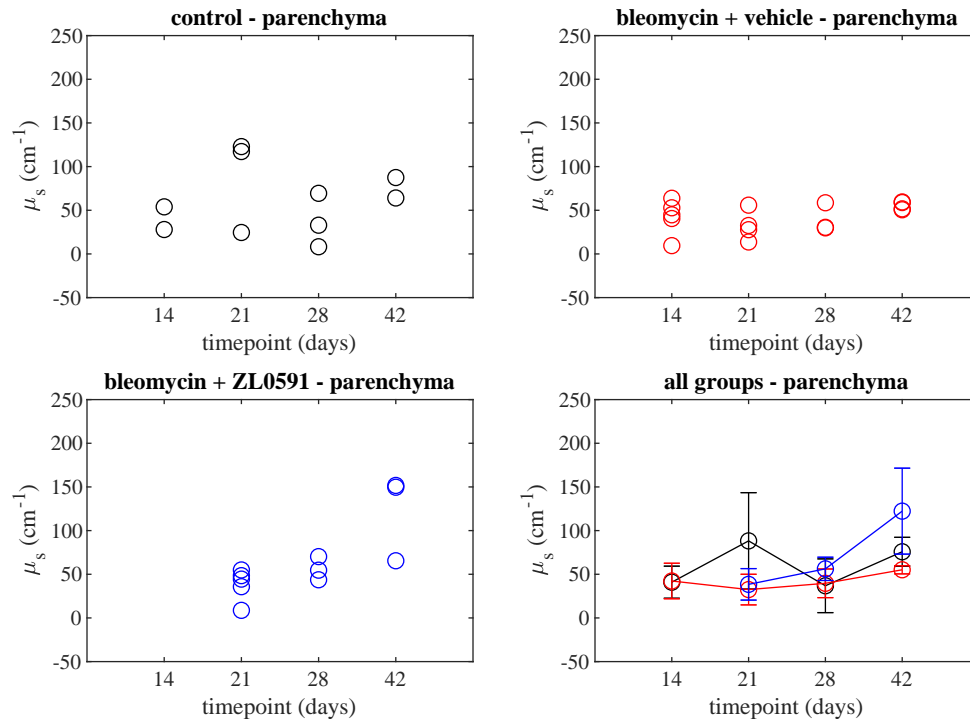 control - parenchyma
250
200
150
100
50
0
-50
μs (cm-1)
14 21 28 42
timepoint (days)
bleomycin + vehicle - parenchyma
250
200
150
100
50
0
-50
μs (cm-1)
14 21 28 42
timepoint (days)
bleomycin + ZL0591 - parenchyma
250
200
150
100
50
0
-50
μs (cm-1)
14 21 28 42
timepoint (days)
all groups - parenchyma
250
200
150
100
50
0
-50
μs (cm-1)
14 21 28 42
timepoint (days)